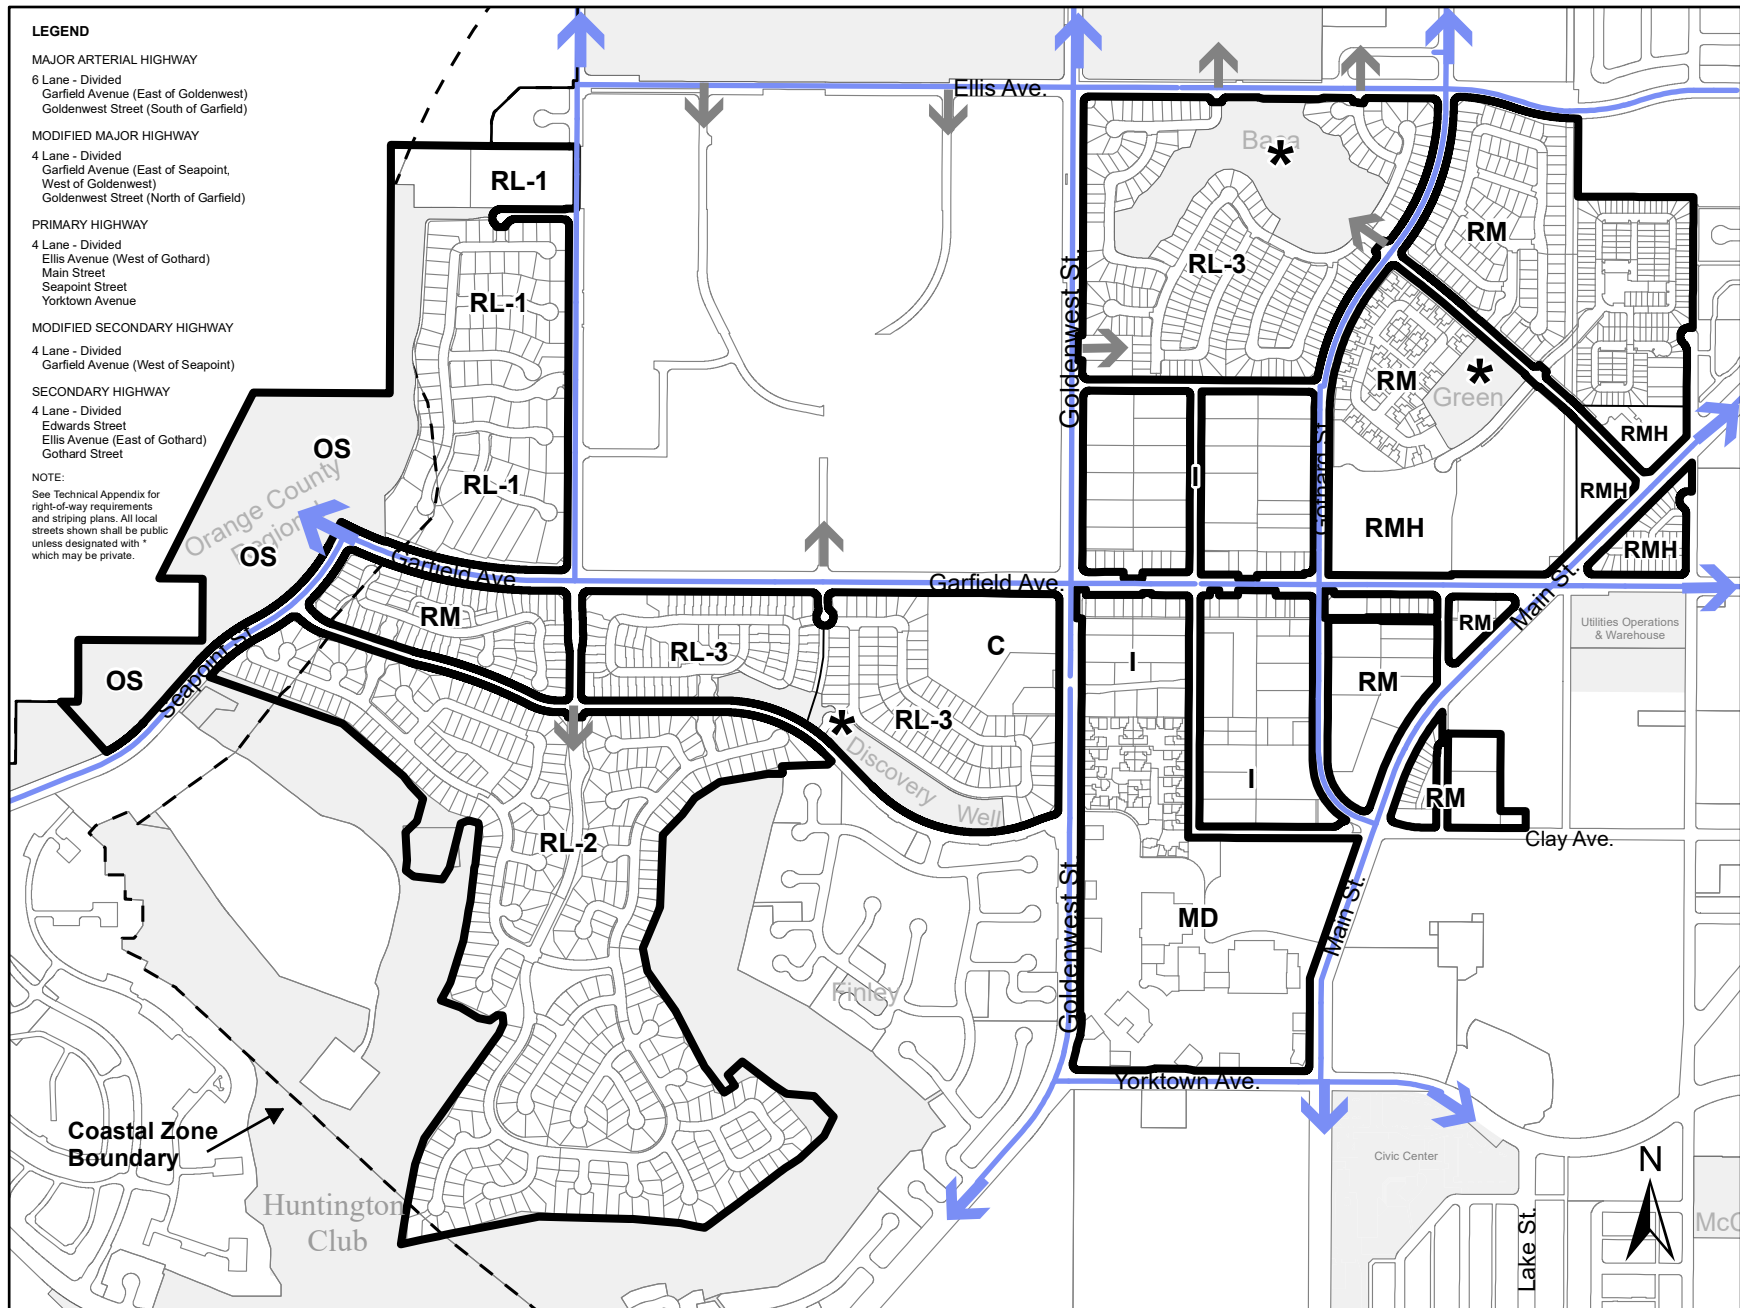 LEGEND
MAJOR ARTERIAL HIGHWAY
6 Lane - Divided
Garfield Avenue (East of Goldenwest)
Goldenwest Street (South of Garfield)
MODIFIED MAJOR HIGHWAY
4 Lane - Divided
Garfield Avenue (East of Seapoint,
West of Goldenwest)
Goldenwest Street (North of Garfield)
PRIMARY HIGHWAY
4 Lane - Divided
Ellis Avenue (West of Gothard)
Main Street
Seapoint Street
Yorktown Avenue
MODIFIED SECONDARY HIGHWAY
4 Lane - Divided
Garfield Avenue (West of Seapoint)
SECONDARY HIGHWAY
4 Lane - Divided
Edwards Street
Ellis Avenue (East of Gothard)
Gothard Street
NOTE:
See Technical Appendix for
right-of-way requirements
and striping plans. All local
streets shown shall be public
unless designated with *
which may be private.
Ellis Ave.
Baca
*
RL-1
RM
RL-3
Goldenwest St.
RL-1
RM
*
Green
OS
RMH
RL-1
I
Gothard St.
RMH
Orange County
Regional
RMH
OS
RMH
Garfield Ave.
Garfield Ave.
Main St.
RM
RL-3
C
RM
Utilities Operations
& Warehouse
I
OS
Seapoint St.
RM
RL-3
*
Discovery
Well
I
RM
RL-2
Clay Ave.
Goldenwest St.
MD
Main St.
Finley
Yorktown Ave.
Coastal Zone
Boundary
Civic Center
N
Huntington
Club
Lake St.
McC